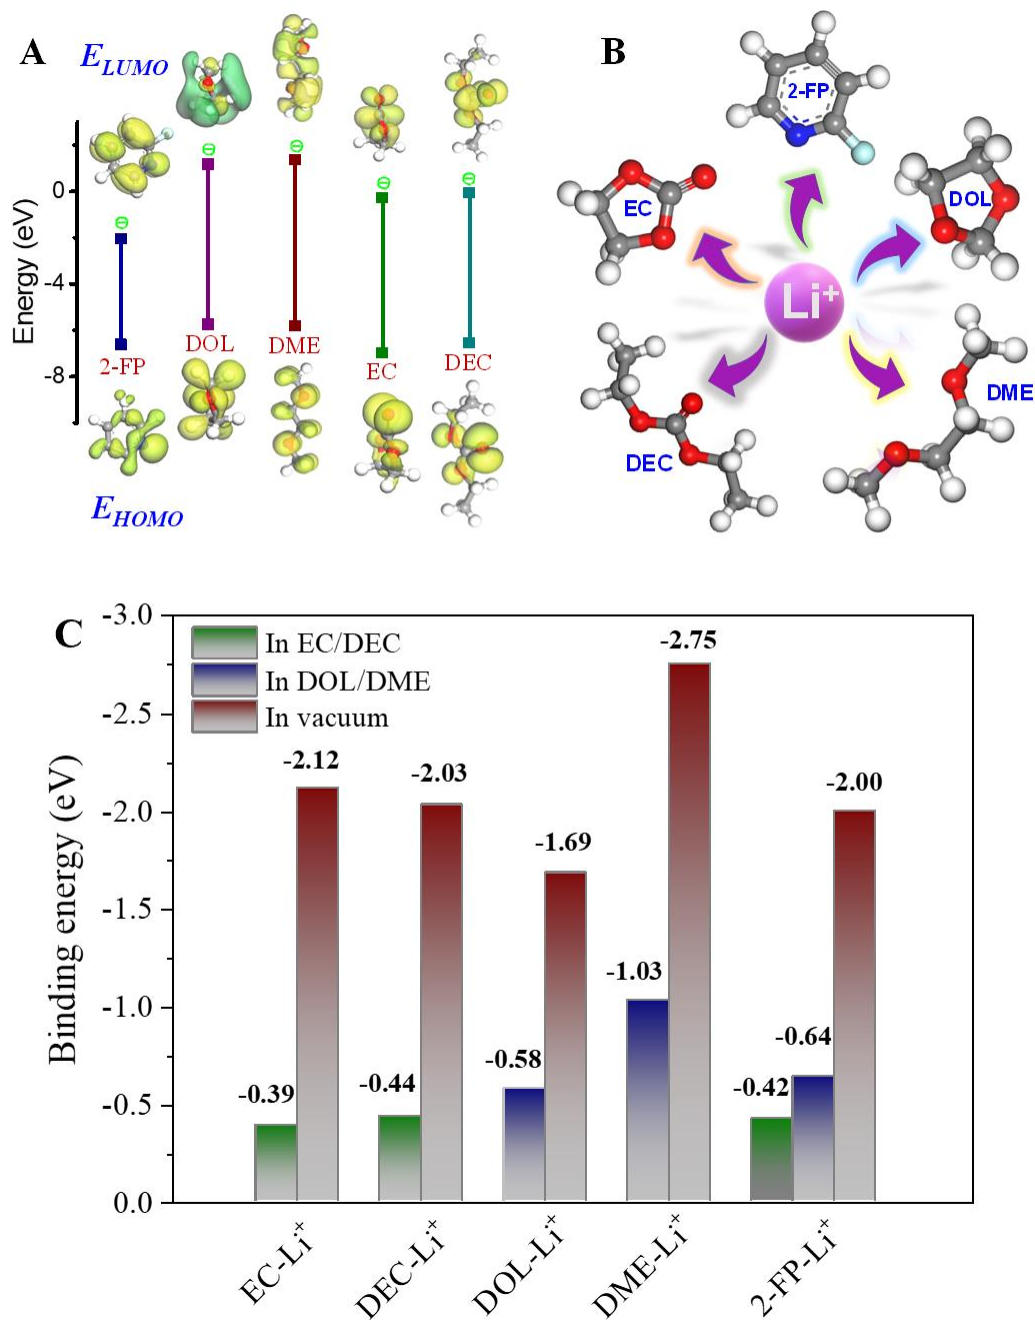 A
E_LUMO
Energy (eV)
0
-4
-8
2-FP
DOL
DME
EC
DEC
E_HOMO
B
2-FP
EC
DOL
Li+
DEC
DME
C
Binding energy (eV)
-3.0
-2.5
-2.0
-1.5
-1.0
-0.5
0.0
In EC/DEC
In DOL/DME
In vacuum
-0.39
-2.12
-0.44
-2.03
-0.58
-1.69
-1.03
-2.75
-0.42
-0.64
-2.00
EC-Li+
DEC-Li+
DOL-Li+
DME-Li+
2-FP-Li+